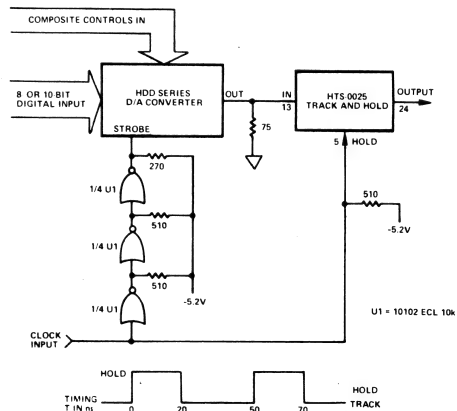 COMPOSITE CONTROLS IN
8 OR 10-BIT
DIGITAL INPUT
HDD SERIES
D/A CONVERTER
STROBE
OUT
IN
13
HTS-0025
TRACK AND HOLD
OUTPUT
24
75
5
HOLD
270
1/4 U1
510
1/4 U1
510
-5.2V
510
-5.2V
1/4 U1
U1 = 10102 ECL 10k
CLOCK
INPUT
HOLD
HOLD
TIMING
TRACK
T IN
0
20
50
70